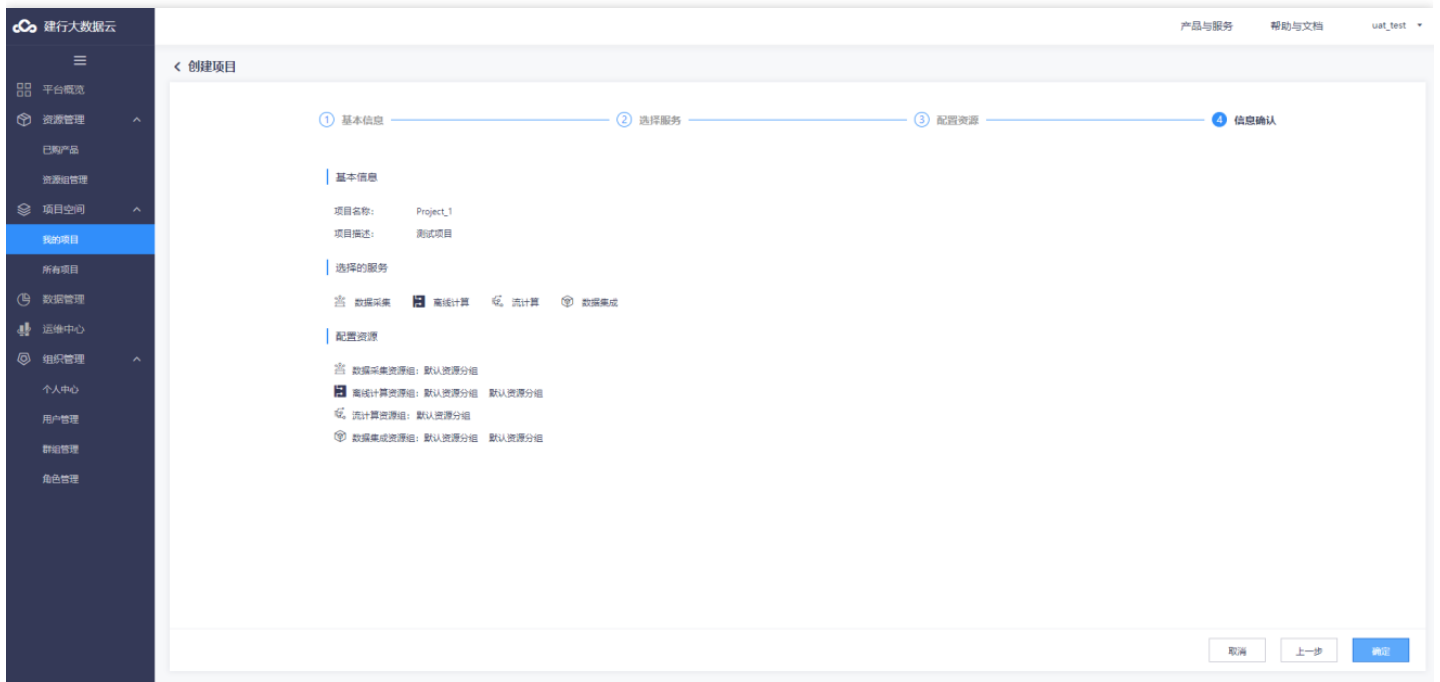 建行大数据云
产品与服务 帮助与文档 uat_test
创建项目
平台概览
资源管理
已购产品
资源组管理
项目空间
我的项目
所有项目
数据管理
运维中心
组织管理
个人中心
用户管理
群组管理
角色管理
1 基本信息 2 选择服务 3 配置资源 4 信息确认
基本信息
项目名称: Project_1
项目描述: 测试项目
选择的服务
数据采集 离线计算 流计算 数据集成
配置资源
数据采集资源组: 默认资源分组
离线计算资源组: 默认资源分组 默认资源分组
流计算资源组: 默认资源分组
数据集成资源组: 默认资源分组 默认资源分组
取消 上一步 确定